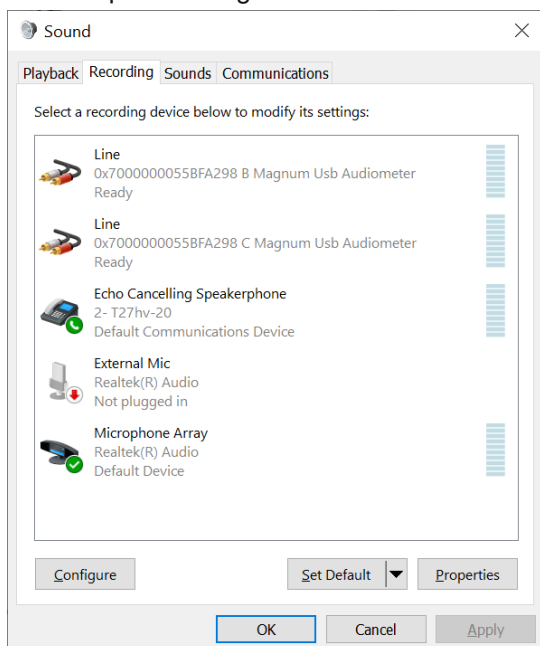 Sound
Playback Recording Sounds Communications
Select a recording device below to modify its settings:
Line
0x7000000055BFA298 B Magnum Usb Audiometer
Ready
Line
0x7000000055BFA298 C Magnum Usb Audiometer
Ready
Echo Cancelling Speakerphone
2- T27hv-20
Default Communications Device
External Mic
Realtek(R) Audio
Not plugged in
Microphone Array
Realtek(R) Audio
Default Device
Configure Set Default Properties
OK Cancel Apply